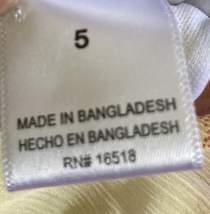 5
MADE IN BANGLADESH
HECHO EN BANGLADESH
RN# 16518